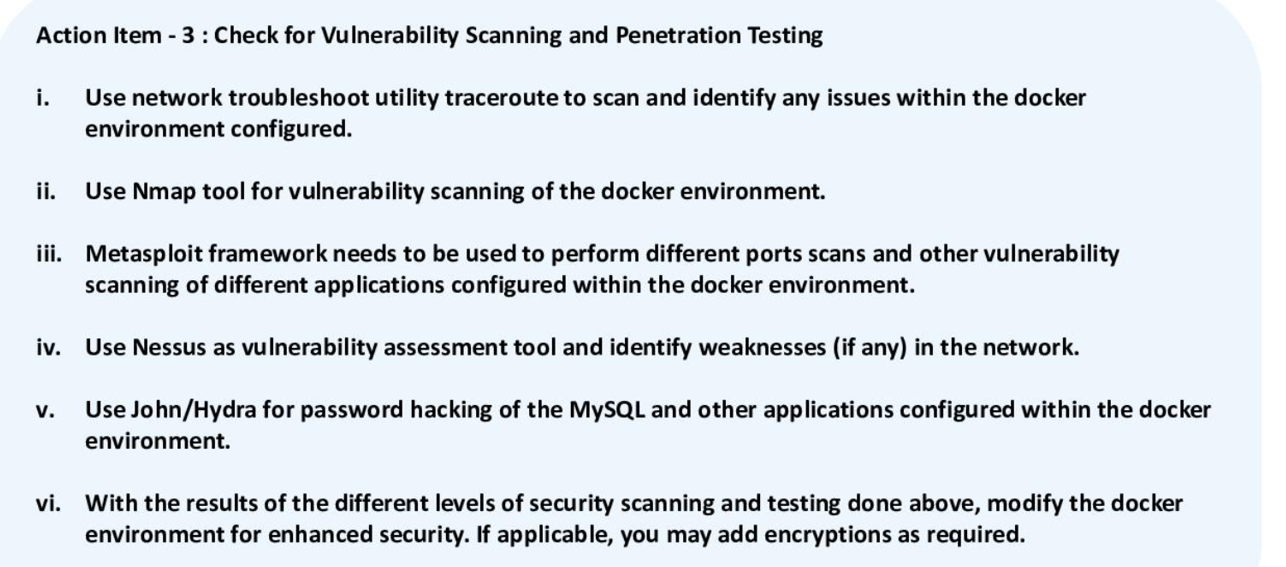 Action Item - 3 : Check for Vulnerability Scanning and Penetration Testing
i. Use network troubleshoot utility traceroute to scan and identify any issues within the docker
environment configured.
ii. Use Nmap tool for vulnerability scanning of the docker environment.
iii. Metasploit framework needs to be used to perform different ports scans and other vulnerability
scanning of different applications configured within the docker environment.
iv. Use Nessus as vulnerability assessment tool and identify weaknesses (if any) in the network.
v. Use John/Hydra for password hacking of the MySQL and other applications configured within the docker
environment.
vi. With the results of the different levels of security scanning and testing done above, modify the docker
environment for enhanced security. If applicable, you may add encryptions as required.